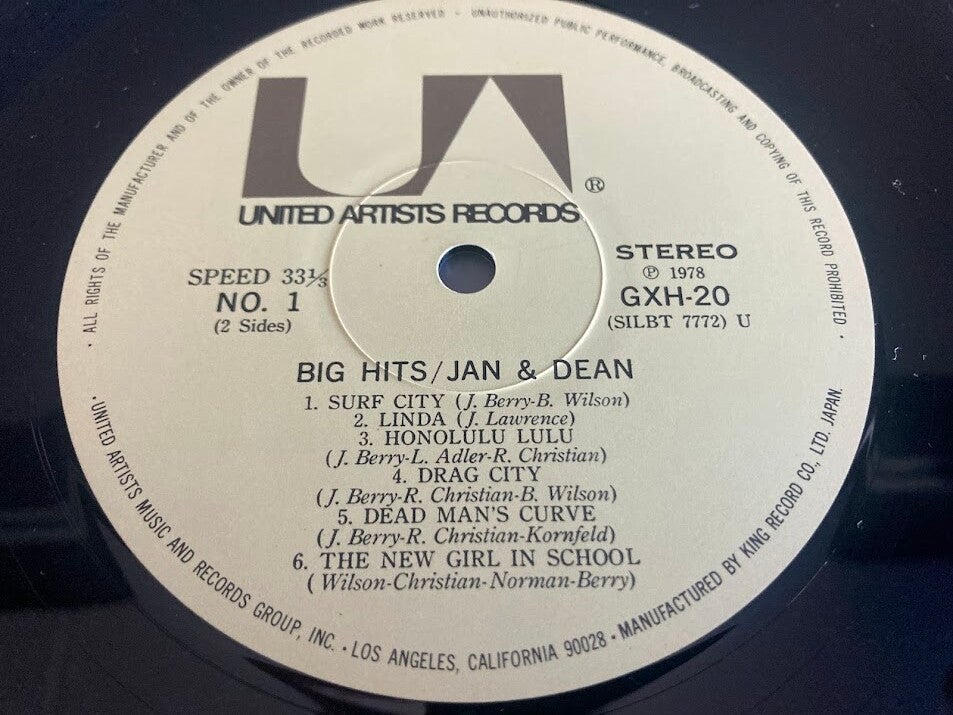 ALL RIGHTS OF THE MANUFACTURER AND OF THE OWNER OF THE RECORDED WORK RESERVED - UNAUTHORIZED PUBLIC PERFORMANCE, BROADCASTING AND COPYING OF THIS RECORD PROHIBITED
UA
®
UNITED ARTISTS RECORDS
SPEED 33⅓
NO. 1
(2 Sides)
STEREO
℗ 1978
GXH-20
(SILBT 7772) U
BIG HITS/JAN & DEAN
1. SURF CITY (J. Berry-B. Wilson)
2. LINDA (J. Lawrence)
3. HONOLULU LULU
(J. Berry-L. Adler-R. Christian)
4. DRAG CITY
(J. Berry-R. Christian-B. Wilson)
5. DEAD MAN'S CURVE
(J. Berry-R. Christian-Kornfeld)
6. THE NEW GIRL IN SCHOOL
(Wilson-Christian-Norman-Berry)
· UNITED ARTISTS MUSIC AND RECORDS GROUP, INC. · LOS ANGELES, CALIFORNIA 90028 · MANUFACTURED BY KING RECORD CO., LTD. JAPAN.